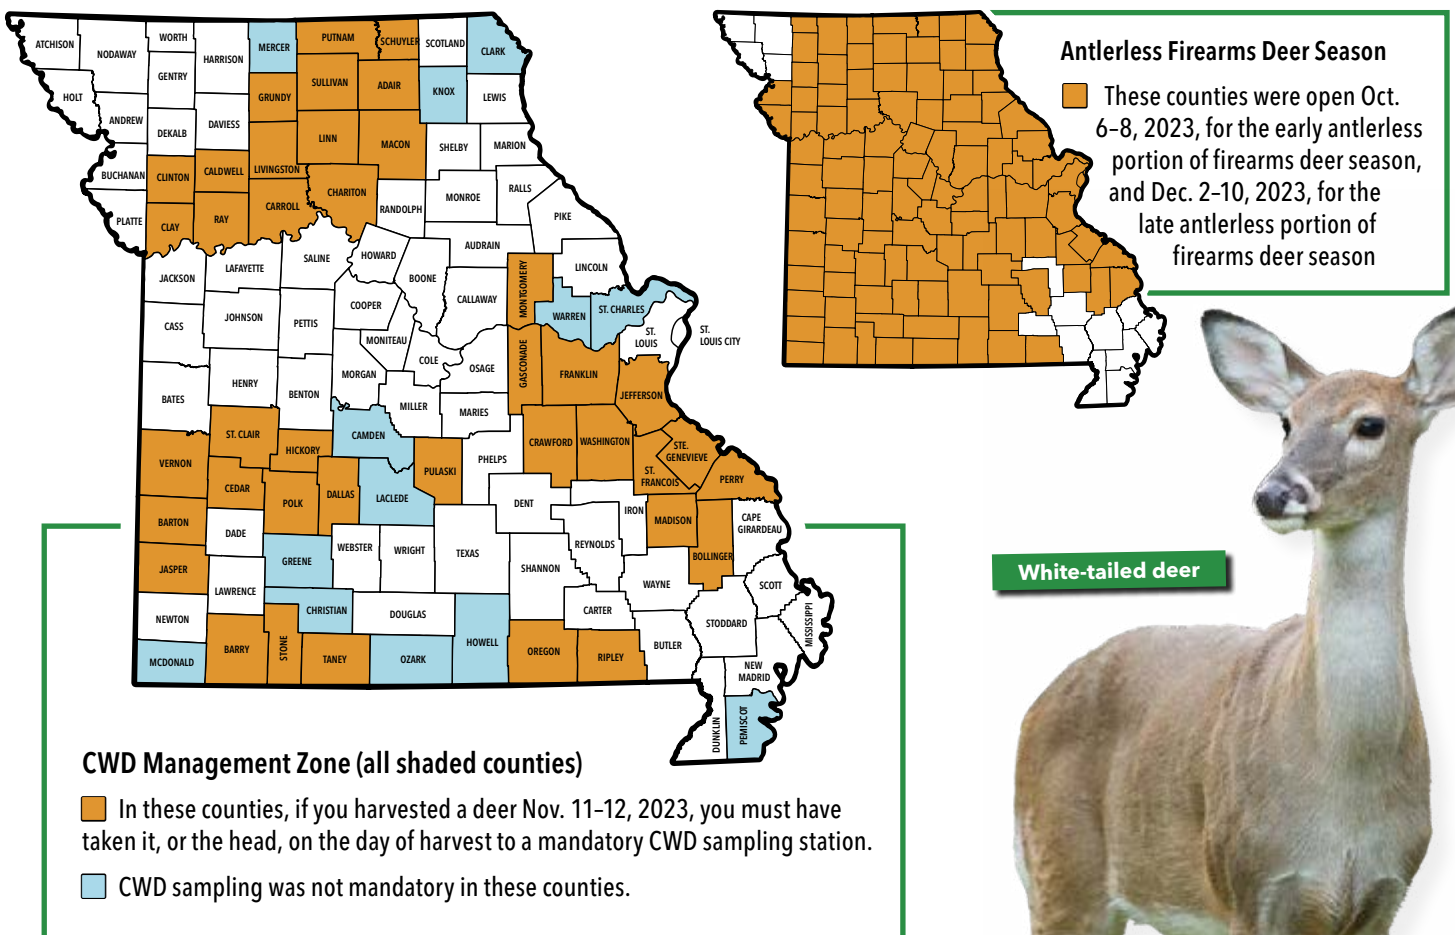 ATCHISON
NODAWAY
WORTH
HARRISON
MERCER
PUTNAM
SCHUYLER
SCOTLAND
CLARK
GENTRY
HOLT
GRUNDY
SULLIVAN
ADAIR
KNOX
LEWIS
ANDREW
DEKALB
DAVIESS
LINN
MACON
SHELBY
MARION
BUCHANAN
CLINTON
CALDWELL
LIVINGSTON
CHARITON
RANDOLPH
MONROE
RALLS
PLATTE
CLAY
RAY
CARROLL
PIKE
AUDRAIN
JACKSON
LAFAYETTE
SALINE
HOWARD
BOONE
CALLAWAY
MONTGOMERY
LINCOLN
WARREN
ST. CHARLES
CASS
JOHNSON
PETTIS
COOPER
MONITEAU
COLE
OSAGE
GASCONADE
FRANKLIN
ST.
LOUIS
ST.
LOUIS CITY
JEFFERSON
BATES
HENRY
BENTON
MORGAN
MILLER
MARIES
ST. CLAIR
HICKORY
CAMDEN
PULASKI
PHELPS
CRAWFORD
WASHINGTON
STE.
GENEVIEVE
ST.
FRANCOIS
PERRY
VERNON
CEDAR
POLK
DALLAS
LACLEDE
DENT
IRON
MADISON
CAPE
GIRARDEAU
BARTON
DADE
GREENE
WEBSTER
WRIGHT
TEXAS
SHANNON
REYNOLDS
BOLLINGER
JASPER
LAWRENCE
CHRISTIAN
DOUGLAS
HOWELL
CARTER
WAYNE
SCOTT
STODDARD
MISSISSIPPI
NEWTON
MCDONALD
BARRY
STONE
TANEY
OZARK
OREGON
RIPLEY
BUTLER
NEW
MADRID
DUNKLIN
PEMISCOT
CWD Management Zone (all shaded counties)
In these counties, if you harvested a deer Nov. 11–12, 2023, you must have
taken it, or the head, on the day of harvest to a mandatory CWD sampling station.
CWD sampling was not mandatory in these counties.
Antlerless Firearms Deer Season
These counties were open Oct.
6–8, 2023, for the early antlerless
portion of firearms deer season,
and Dec. 2–10, 2023, for the
late antlerless portion of
firearms deer season
White-tailed deer